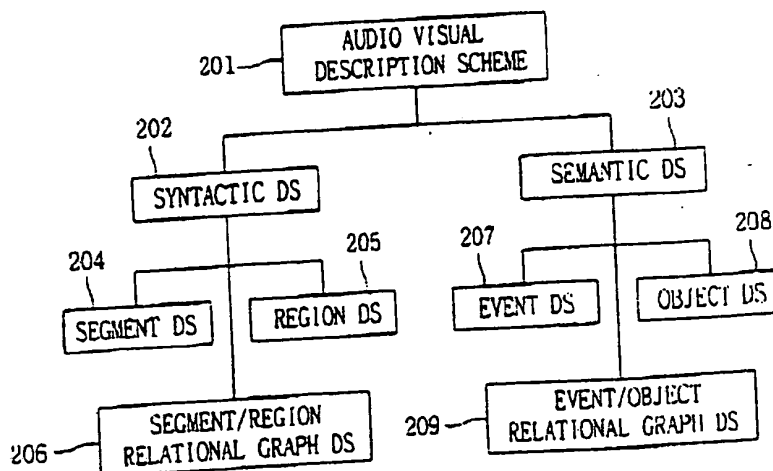 AUDIO VISUAL
DESCRIPTION SCHEME
201
202
203
SYNTACTIC DS
SEMANTIC DS
204
205
207
208
SEGMENT DS
REGION DS
EVENT DS
OBJECT DS
SEGMENT/REGION
RELATIONAL GRAPH DS
206
EVENT/OBJECT
RELATIONAL GRAPH DS
209